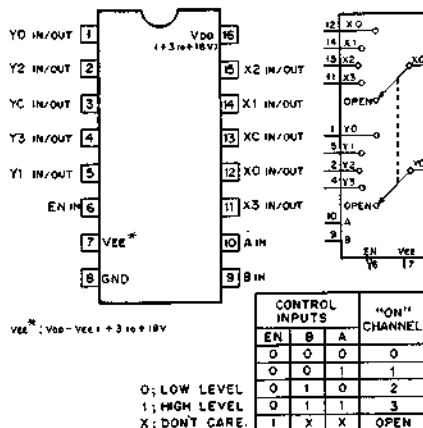 Y0 IN/OUT 1
Y2 IN/OUT 2
YC IN/OUT 3
Y3 IN/OUT 4
Y1 IN/OUT 5
EN IN 6
7 VEE*
8 GND
VDD 16
(+3 to +18V)
15 X2 IN/OUT
14 X1 IN/OUT
13 XC IN/OUT
12 X0 IN/OUT
11 X3 IN/OUT
10 A IN
9 B IN
VEE*: VDD-VEE: +3 to +18V
12 X0
14 X1
15 X2
11 X3
OPEN
XC
1 Y0
5 Y1
2 Y2
4 Y3
OPEN
YC
10 A
9 B
EN VEE
6 7
CONTROL INPUTS "ON" CHANNEL
EN B A
0 0 0 0
0 0 1 1
0 1 0 2
0 1 1 3
1 X X OPEN
0; LOW LEVEL
1; HIGH LEVEL
X; DON'T CARE.